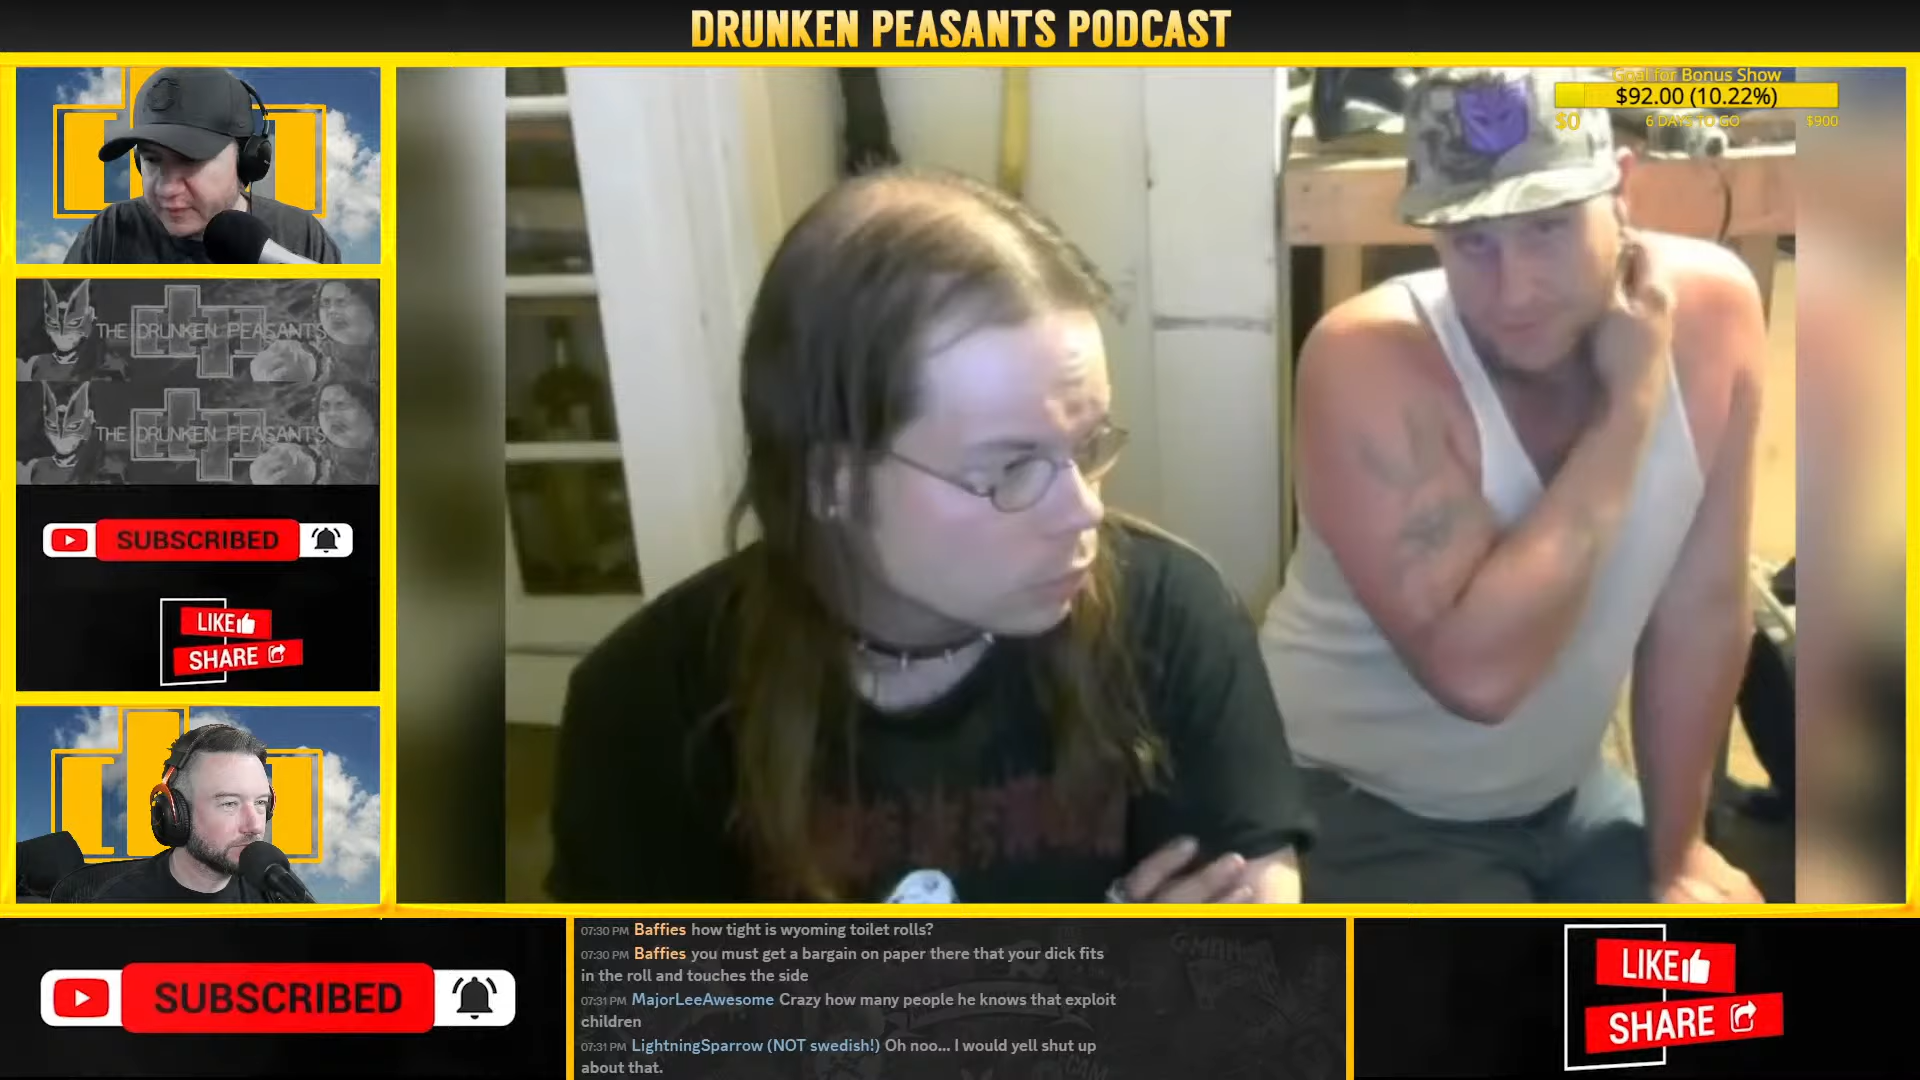 DRUNKEN PEASANTS PODCAST
Goal for Bonus Show
$92.00 (10.22%)
$0
6 DAYS TO GO
$900
THE DRUNKEN PEASANTS
THE DRUNKEN PEASANTS
SUBSCRIBED
LIKE
SHARE
07:30 PM Baffies how tight is wyoming toilet rolls?
07:30 PM Baffies you must get a bargain on paper there that your dick fits
in the roll and touches the side
07:31 PM MajorLeeAwesome Crazy how many people he knows that exploit
children
07:31 PM LightningSparrow (NOT swedish!) Oh noo... I would yell shut up
about that.
SUBSCRIBED
LIKE
SHARE